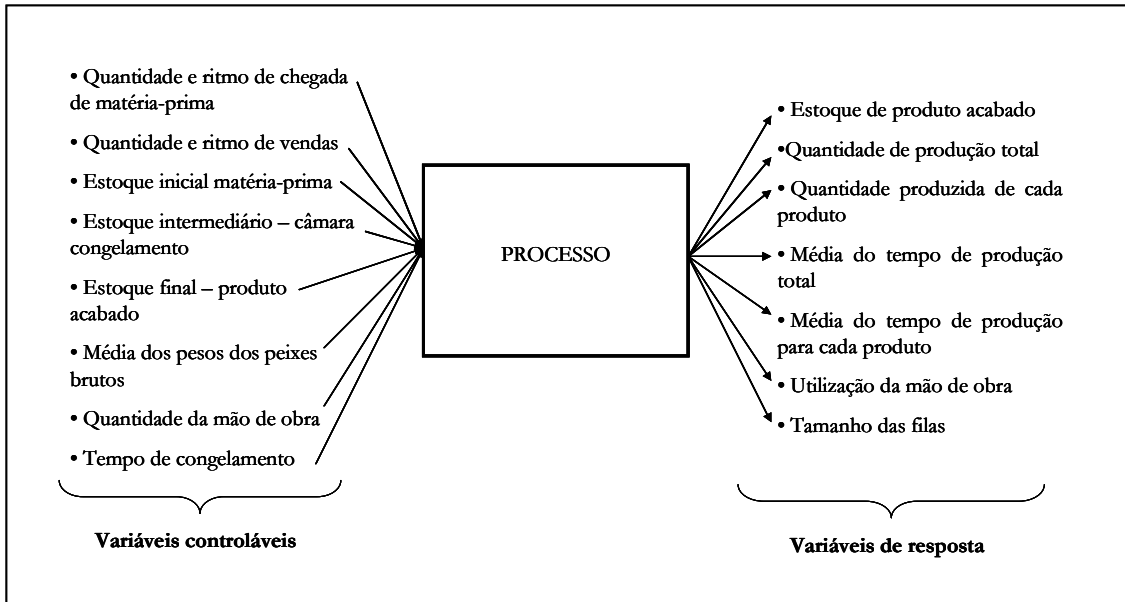 • Quantidade e ritmo de chegada
de matéria-prima
• Quantidade e ritmo de vendas
• Estoque inicial matéria-prima
• Estoque intermediário – câmara
congelamento
• Estoque final – produto
acabado
• Média dos pesos dos peixes
brutos
• Quantidade da mão de obra
• Tempo de congelamento
Variáveis controláveis
PROCESSO
• Estoque de produto acabado
•Quantidade de produção total
• Quantidade produzida de cada
produto
• Média do tempo de produção
total
• Média do tempo de produção
para cada produto
• Utilização da mão de obra
• Tamanho das filas
Variáveis de resposta